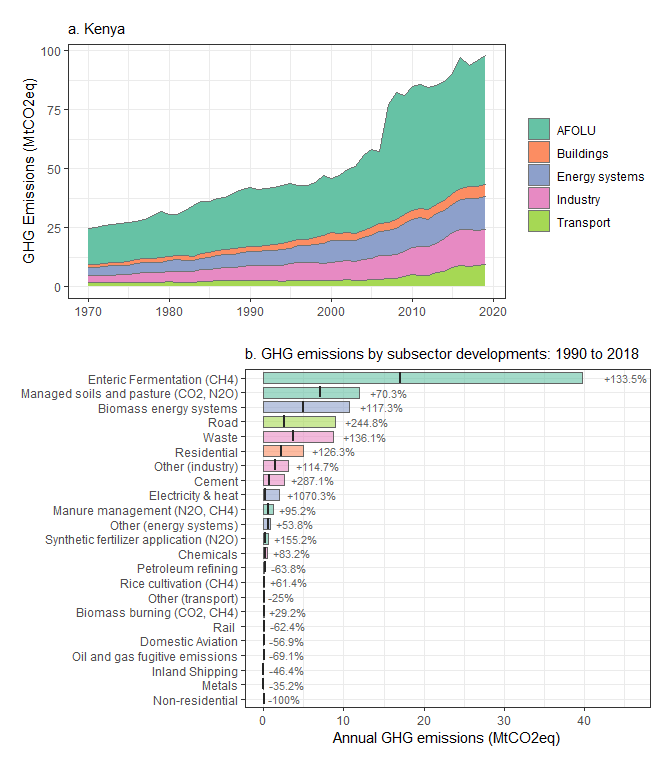 a. Kenya
GHG Emissions (MtCO2eq)
100
75
50
25
0
1970
1980
1990
2000
2010
2020
AFOLU
Buildings
Energy systems
Industry
Transport
b. GHG emissions by subsector developments: 1990 to 2018
Enteric Fermentation (CH4) +133.5%
Managed soils and pasture (CO2, N2O) +70.3%
Biomass energy systems +117.3%
Road +244.8%
Waste +136.1%
Residential +126.3%
Other (industry) +114.7%
Cement +287.1%
Electricity & heat +1070.3%
Manure management (N2O, CH4) +95.2%
Other (energy systems) +53.8%
Synthetic fertilizer application (N2O) +155.2%
Chemicals +83.2%
Petroleum refining -63.8%
Rice cultivation (CH4) +61.4%
Other (transport) -25%
Biomass burning (CO2, CH4) +29.2%
Rail -62.4%
Domestic Aviation -56.9%
Oil and gas fugitive emissions -69.1%
Inland Shipping -46.4%
Metals -35.2%
Non-residential -100%
0
10
20
30
40
Annual GHG emissions (MtCO2eq)